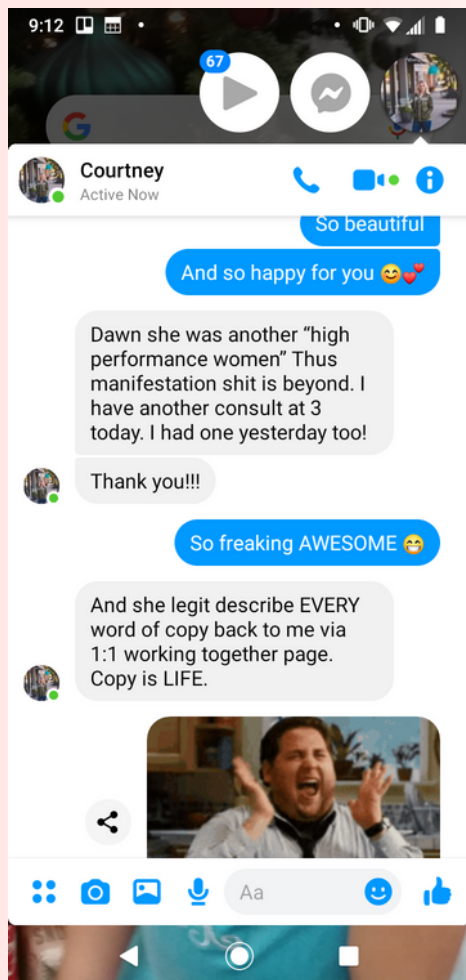 9:12
67
Courtney
Active Now
So beautiful
And so happy for you 😊💕
Dawn she was another “high
performance women” Thus
manifestation shit is beyond. I
have another consult at 3
today. I had one yesterday too!
Thank you!!!
So freaking AWESOME 😁
And she legit describe EVERY
word of copy back to me via
1:1 working together page.
Copy is LIFE.
Aa